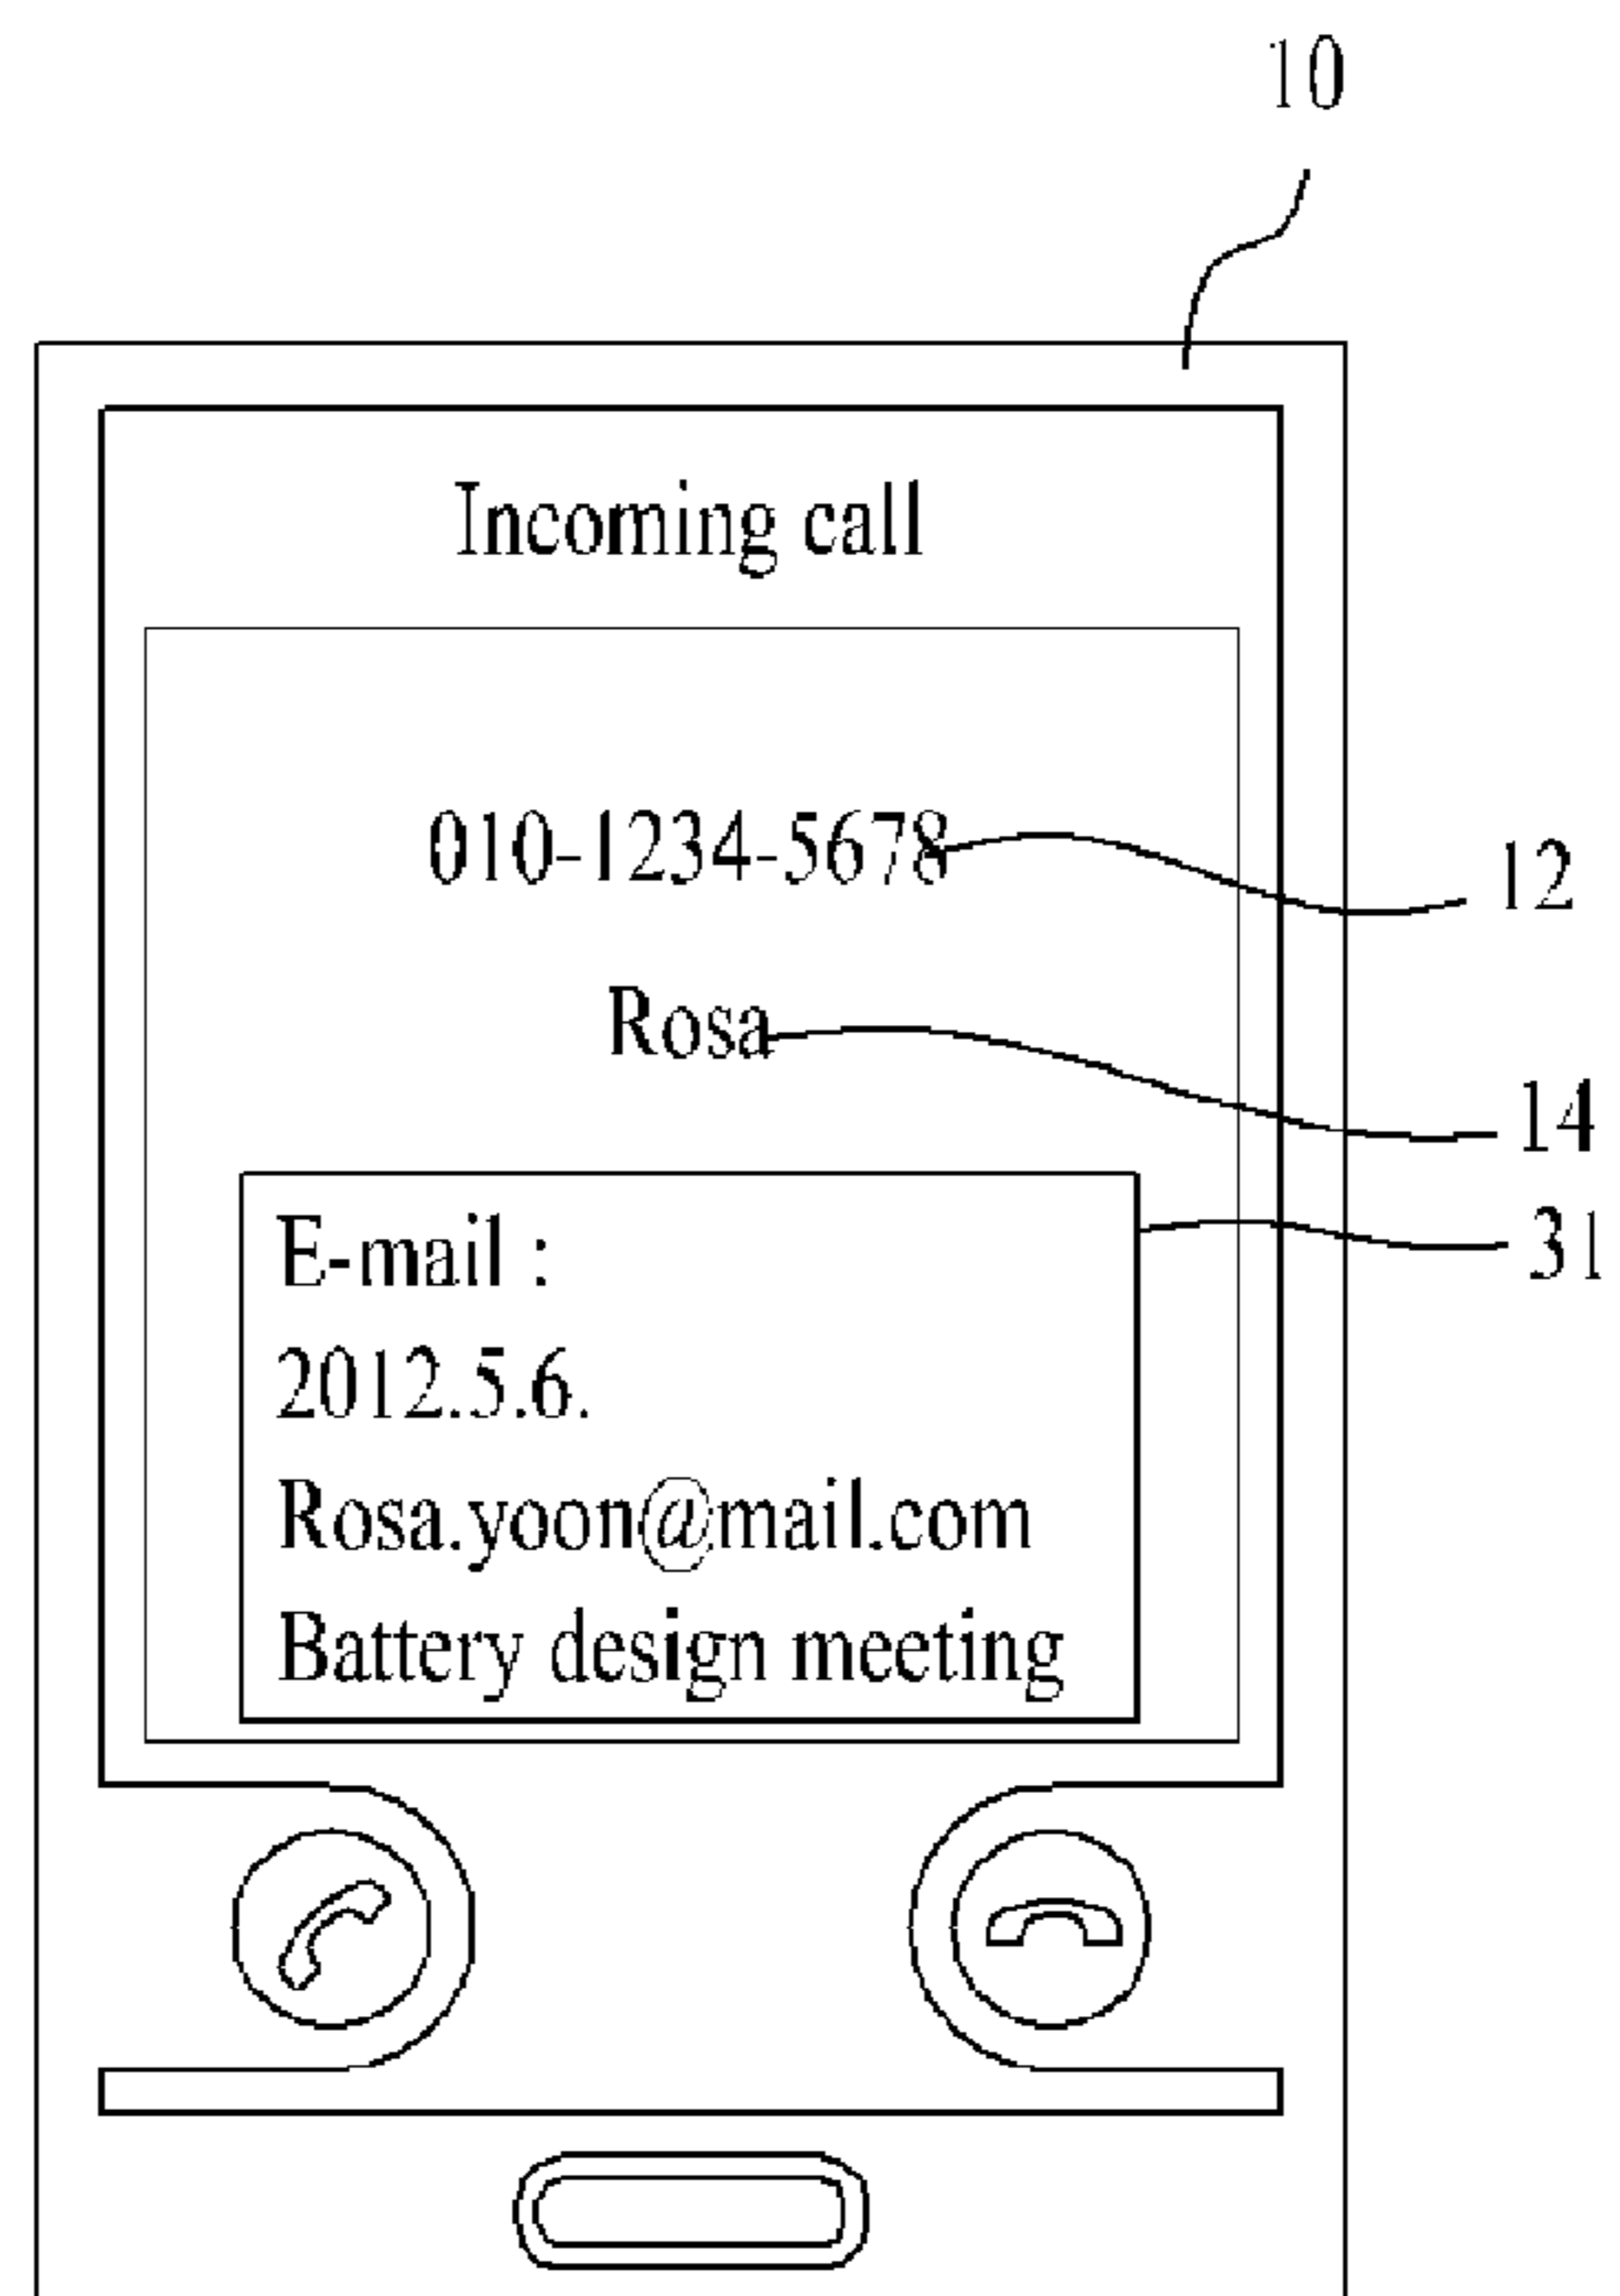 10
Incoming call
010-1234-5678
12
Rosa
14
31
E-mail :
2012.5.6.
Rosa.yoon@mail.com
Battery design meeting